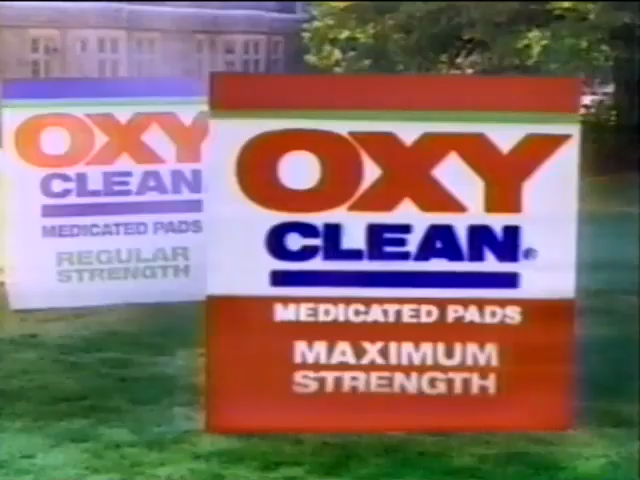 OXY
CLEAN
MEDICATED PADS
REGULAR
STRENGTH
OXY
CLEAN®
MEDICATED PADS
MAXIMUM
STRENGTH